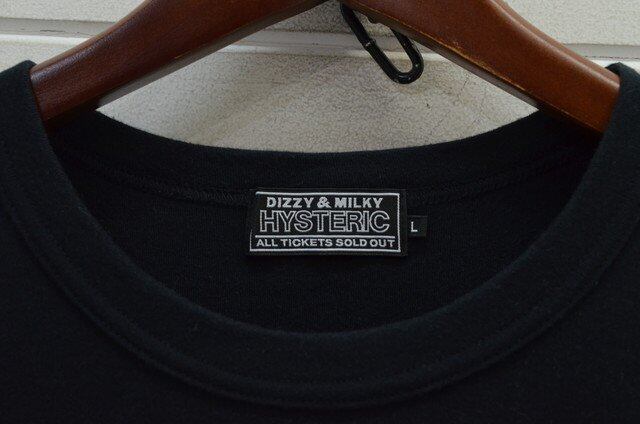 DIZZY & MILKY
HYSTERIC
ALL TICKETS SOLD OUT
L